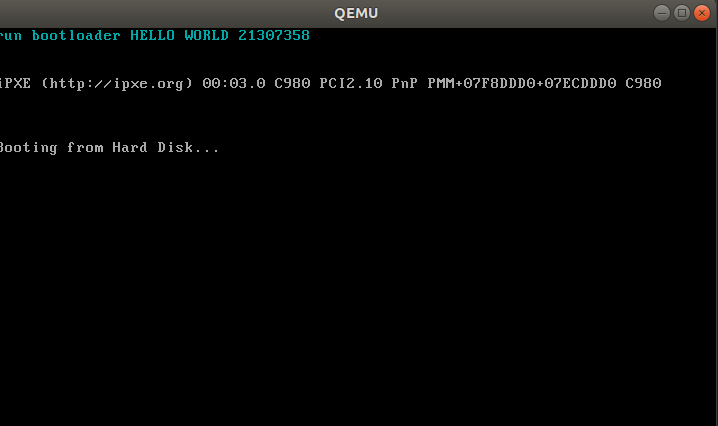 QEMU
run bootloader HELLO WORLD 21307358
iPXE (http://ipxe.org) 00:03.0 C980 PCI2.10 PnP PMM+07F8DDD0+07ECDDD0 C980
Booting from Hard Disk...